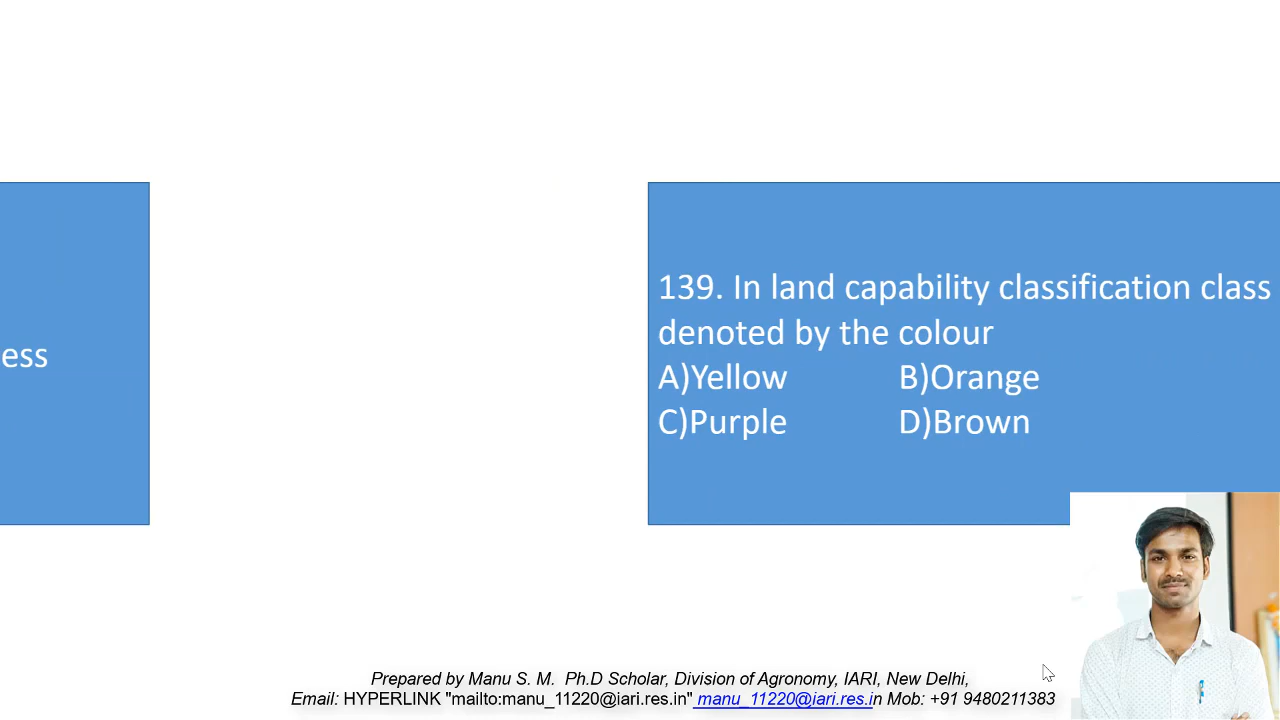 ess
139. In land capability classification class
denoted by the colour
A)Yellow B)Orange
C)Purple D)Brown
Prepared by Manu S. M. Ph.D Scholar, Division of Agronomy, IARI, New Delhi,
Email: HYPERLINK "mailto:manu_11220@iari.res.in" manu_11220@iari.res.in Mob: +91 9480211383